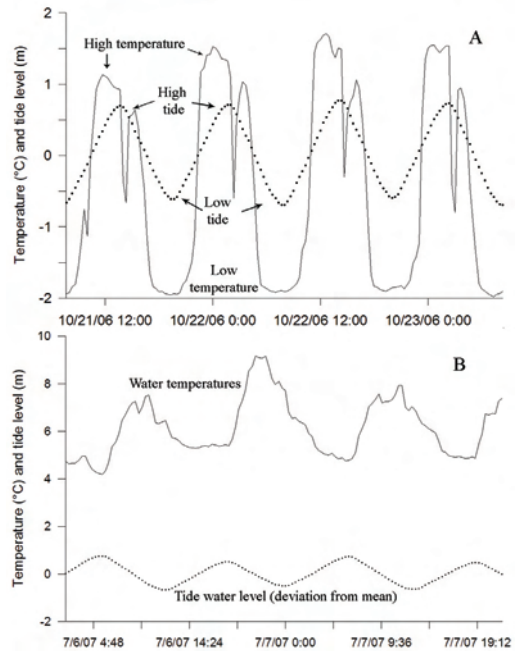 A
High temperature
High
tide
Low
tide
Low
temperature
Temperature (°C) and tide level (m)
2
1
0
-1
-2
10/21/06 12:00
10/22/06 0:00
10/22/06 12:00
10/23/06 0:00
B
Water temperatures
Tide water level (deviation from mean)
Temperature (°C) and tide level (m)
10
8
6
4
2
0
-2
7/6/07 4:48
7/6/07 14:24
7/7/07 0:00
7/7/07 9:36
7/7/07 19:12